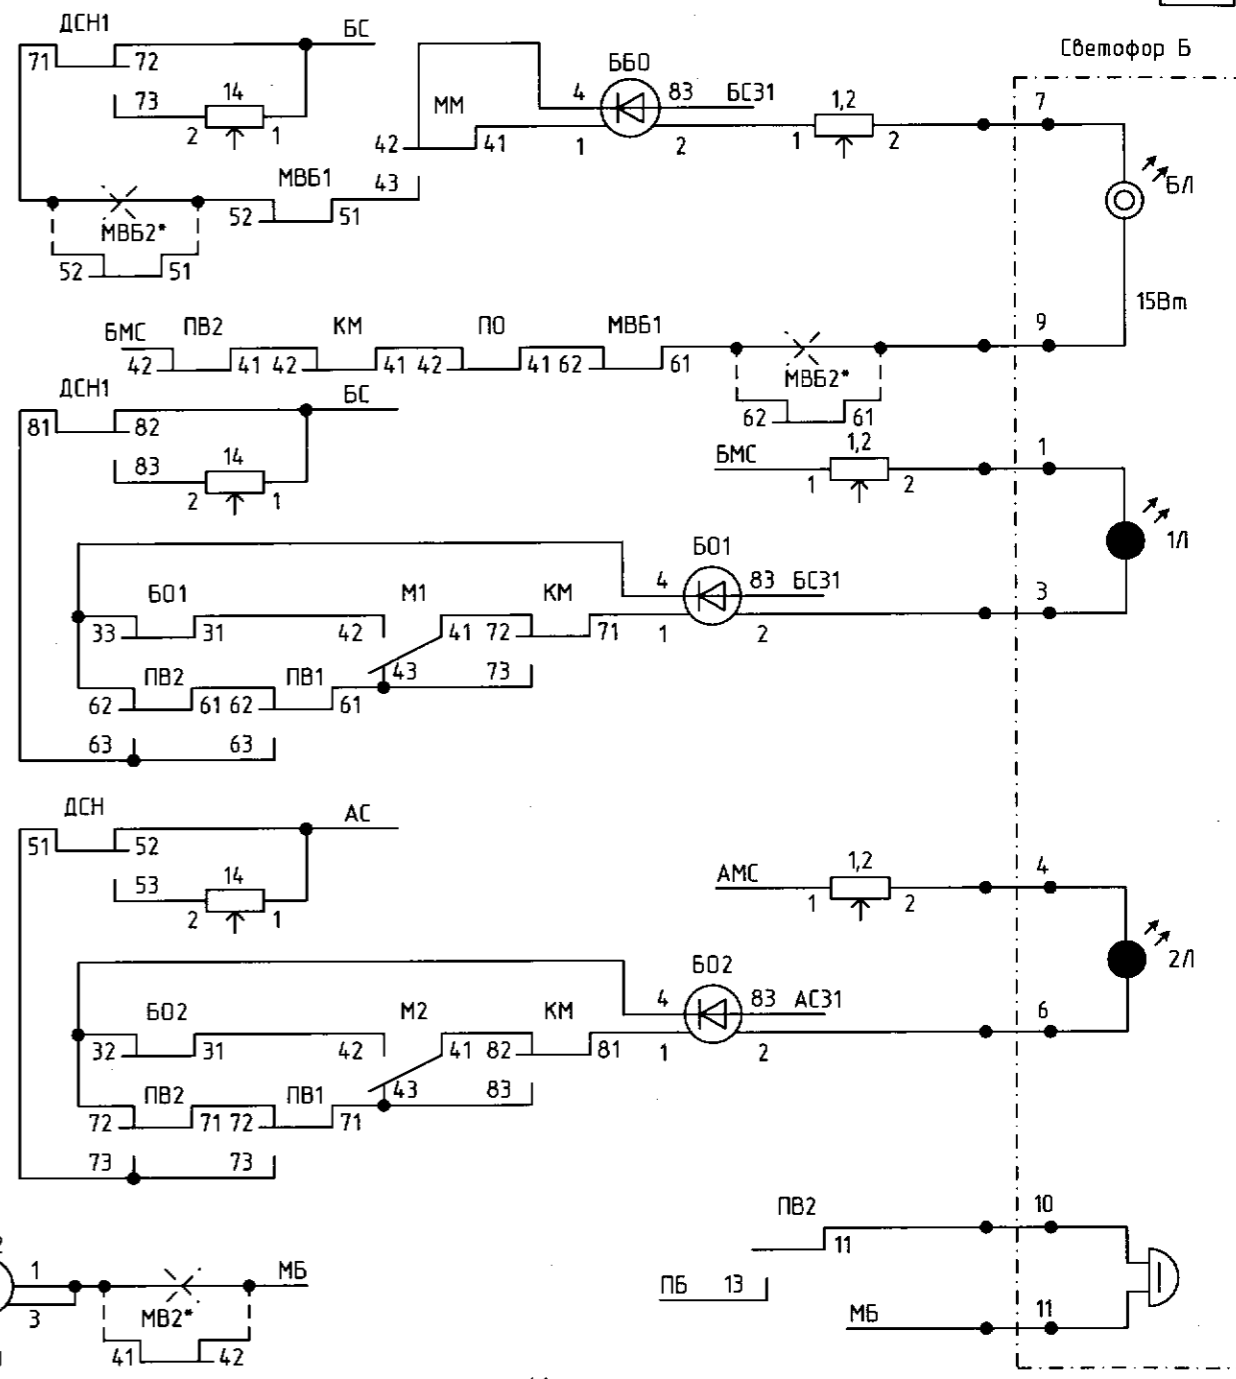 ДСН1 БС
Светофор Б
71 72
4 ББ0 83 БСЗ1
1,2 7
73 14
ММ
2 1
42 41 1 2 1 2
МВБ1 43
БЛ
МВБ2* 52 51
52 51
15Вт
БМС ПВ2 КМ ПО МВБ1 9
42 41 42 41 42 41 62 61
МВБ2*
ДСН1 БС
62 61
81 82
БМС 1,2 1
83 14
1 2
2 1
1Л
БО1
БО1 М1 КМ 4 83 БСЗ1 3
33 31 42 41 72 71 1 2
ПВ2 ПВ1 43 73
62 61 62 61
63 63
ДСН АС
51 52
АМС 1,2 4
53 14
1 2
2 1
2Л
БО2
БО2 М2 КМ 4 83 АСЗ1 6
32 31 42 41 82 81 1 2
ПВ2 ПВ1 43 83
72 71 72 71
73 73
ПВ2 10
11
2
1 МБ
ПБ 13
3 МВ2*
МБ 11
41 42